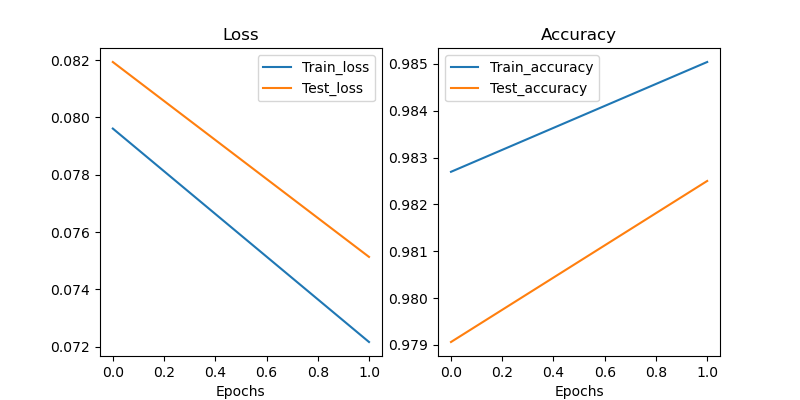 Loss
Train_loss
Test_loss
0.082
0.080
0.078
0.076
0.074
0.072
0.0 0.2 0.4 0.6 0.8 1.0
Epochs
Accuracy
Train_accuracy
Test_accuracy
0.985
0.984
0.983
0.982
0.981
0.980
0.979
0.0 0.2 0.4 0.6 0.8 1.0
Epochs